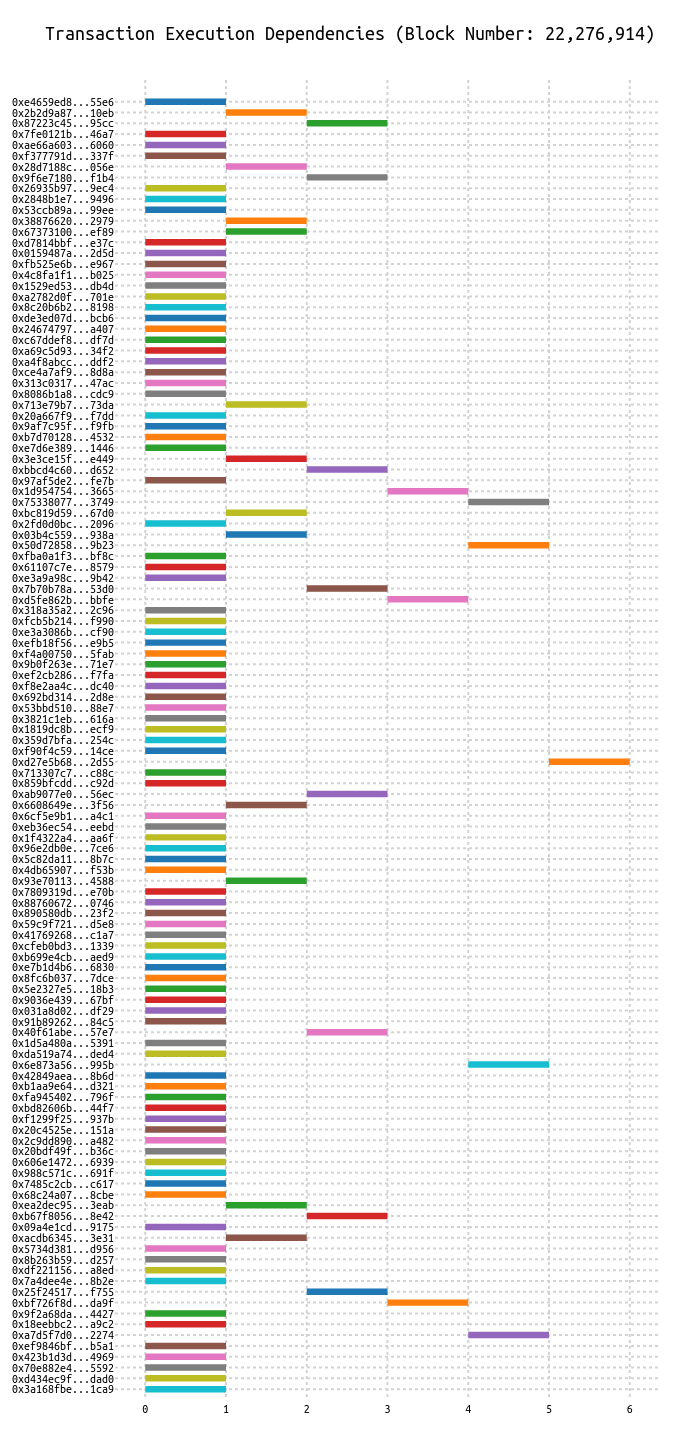 Transaction Execution Dependencies (Block Number: 22,276,914)
0xe4659ed8...55e6
0x2b2d9a87...10eb
0x87223c45...95cc
0x7fe0121b...46a7
0xae66a603...6060
0xf377791d...337f
0x28d7188c...056e
0x9f6e7180...f1b4
0x26935b97...9ec4
0x2848b1e7...9496
0x53ccb89a...99ee
0x38876620...2979
0x67373100...ef89
0xd7814bbf...e37c
0x0159487a...2d5d
0xfb525e6b...e967
0x4c8fa1f1...b025
0x1529ed53...db4d
0xa2782d0f...701e
0x8c20b6b2...8198
0xde3ed07d...bcb6
0x24674797...a407
0xc67ddef8...df7d
0xa69c5d93...34f2
0xa4f8abcc...ddf2
0xce4a7af9...8d8a
0x313c0317...47ac
0x8086b1a8...cdc9
0x713e79b7...73da
0x20a667f9...f7dd
0x9af7c95f...f9fb
0xb7d70128...4532
0xe7d6e389...1446
0x3e3ce15f...e449
0xbbcd4c60...d652
0x97af5de2...fe7b
0x1d954754...3665
0x75338077...3749
0xbc819d59...67d0
0x2fd0d0bc...2096
0x03b4c559...938a
0x50d72858...9b23
0xfba0a1f3...bf8c
0x61107c7e...8579
0xe3a9a98c...9b42
0x7b70b78a...53d0
0xd5fe862b...bbfe
0x318a35a2...2c96
0xfcb5b214...f990
0xe3a3086b...cf90
0xefb18f56...e9b5
0xf4a00750...5fab
0x9b0f263e...71e7
0xef2cb286...f7fa
0xf8e2aa4c...dc40
0x692bd314...2d8e
0x53bbd510...88e7
0x3821c1eb...616a
0x1819dc8b...ecf9
0x359d7bfa...254c
0xf90f4c59...14ce
0xd27e5b68...2d55
0x713307c7...c88c
0x859bfcdd...c92d
0xab9077e0...56ec
0x6608649e...3f56
0x6cf5e9b1...a4c1
0xeb36ec54...eebd
0x1f4322a4...aa6f
0x96e2db0e...7ce6
0x5c82da11...8b7c
0x4db65907...f53b
0x93e70113...4588
0x7809319d...e70b
0x88760672...0746
0x890580db...23f2
0x59c9f721...d5e8
0x41769268...c1a7
0xcfeb0bd3...1339
0xb699e4cb...aed9
0xe7b1d4b6...6830
0x8fc6b037...7dce
0x5e2327e5...18b3
0x9036e439...67bf
0x031a8d02...df29
0x91b89262...84c5
0x40f61abe...57e7
0x1d5a480a...5391
0xda519a74...ded4
0x6e873a56...995b
0x42849aea...8b6d
0xb1aa9e64...d321
0xfa945402...796f
0xbd82606b...44f7
0xf1299f25...937b
0x20c4525e...151a
0x2c9dd890...a482
0x20bdf49f...b36c
0x606e1472...6939
0x988c571c...691f
0x7485c2cb...c617
0x68c24a07...8cbe
0xea2dec95...3eab
0xb67f8056...8e42
0x09a4e1cd...9175
0xacdb6345...3e31
0x5734d381...d956
0x8b263b59...d257
0xdf221156...a8ed
0x7a4dee4e...8b2e
0x25f24517...f755
0xbf726f8d...da9f
0x9f2a68da...4427
0x18eebbc2...a9c2
0xa7d5f7d0...2274
0xef9846bf...b5a1
0x423b1d3d...4969
0x70e882e4...5592
0xd434ec9f...dad0
0x3a168fbe...1ca9
0 1 2 3 4 5 6